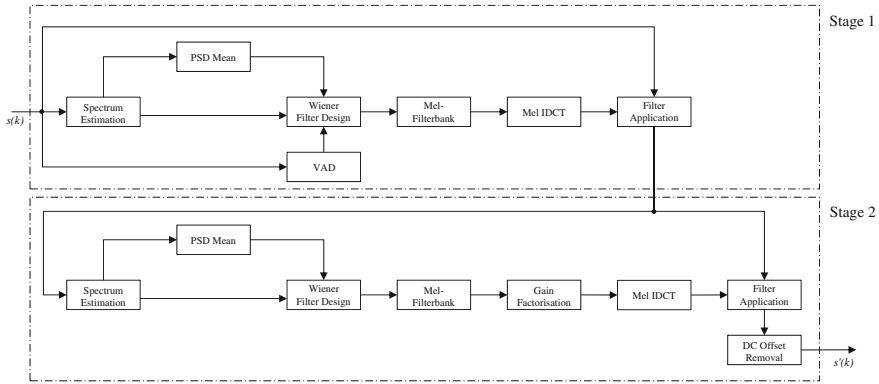 Stage 1
PSD Mean
s(k)
Spectrum
Estimation
Wiener
Filter Design
Mel-
Filterbank
Mel IDCT
Filter
Application
VAD
Stage 2
PSD Mean
Spectrum
Estimation
Wiener
Filter Design
Mel-
Filterbank
Gain
Factorisation
Mel IDCT
Filter
Application
DC Offset
Removal
s'(k)